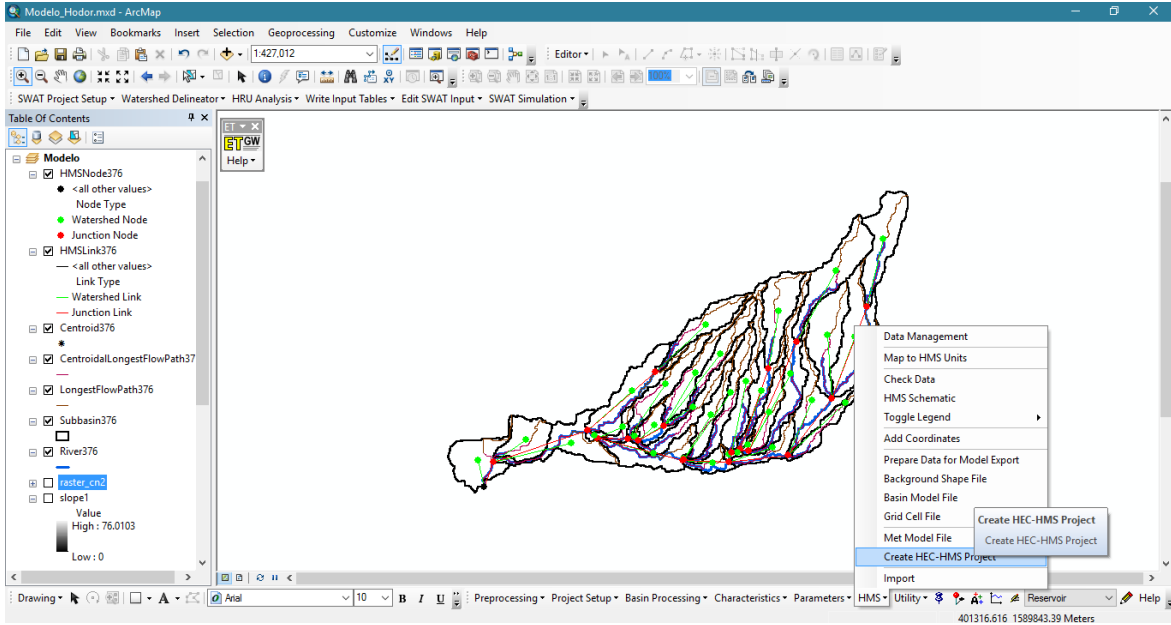 Modelo_Hodor.mxd - ArcMap
File Edit View Bookmarks Insert Selection Geoprocessing Customize Windows Help
1:427,012 Editor
100%
SWAT Project Setup Watershed Delineator HRU Analysis Write Input Tables Edit SWAT Input SWAT Simulation
Table Of Contents
Modelo
HMSNode376
<all other values>
Node Type
Watershed Node
Junction Node
HMSLink376
<all other values>
Link Type
Watershed Link
Junction Link
Centroid376
CentroidalLongestFlowPath37
LongestFlowPath376
Subbasin376
River376
raster_cn2
slope1
Value
High : 76.0103
Low : 0
ET
ET GW
Help
Data Management
Map to HMS Units
Check Data
HMS Schematic
Toggle Legend
Add Coordinates
Prepare Data for Model Export
Background Shape File
Basin Model File
Grid Cell File
Met Model File
Create HEC-HMS Project
Import
Create HEC-HMS Project
Create HEC-HMS Project
Drawing A Arial 10 B I U Preprocessing Project Setup Basin Processing Characteristics Parameters HMS Utility Reservoir Help
401316.616 1589843.39 Meters